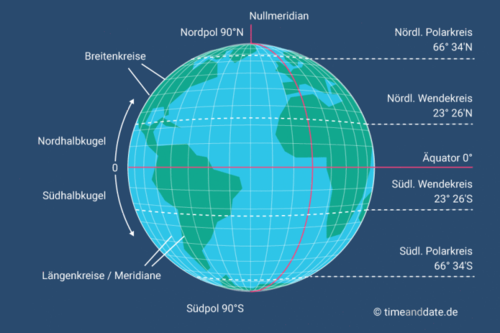 Nullmeridian
Nordpol 90°N
Nördl. Polarkreis
66° 34'N
Breitenkreise
Nördl. Wendekreis
23° 26'N
Nordhalbkugel
Äquator 0°
0
Südl. Wendekreis
23° 26'S
Südhalbkugel
Südl. Polarkreis
66° 34'S
Längenkreise / Meridiane
Südpol 90°S
© timeanddate.de